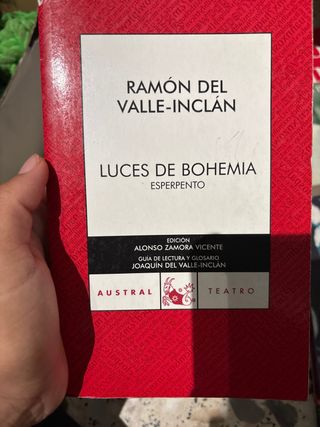 RAMÓN DEL
VALLE-INCLÁN
LUCES DE BOHEMIA
ESPERPENTO
EDICIÓN
ALONSO ZAMORA VICENTE
GUÍA DE LECTURA Y GLOSARIO
JOAQUÍN DEL VALLE-INCLÁN
AUSTRAL TEATRO